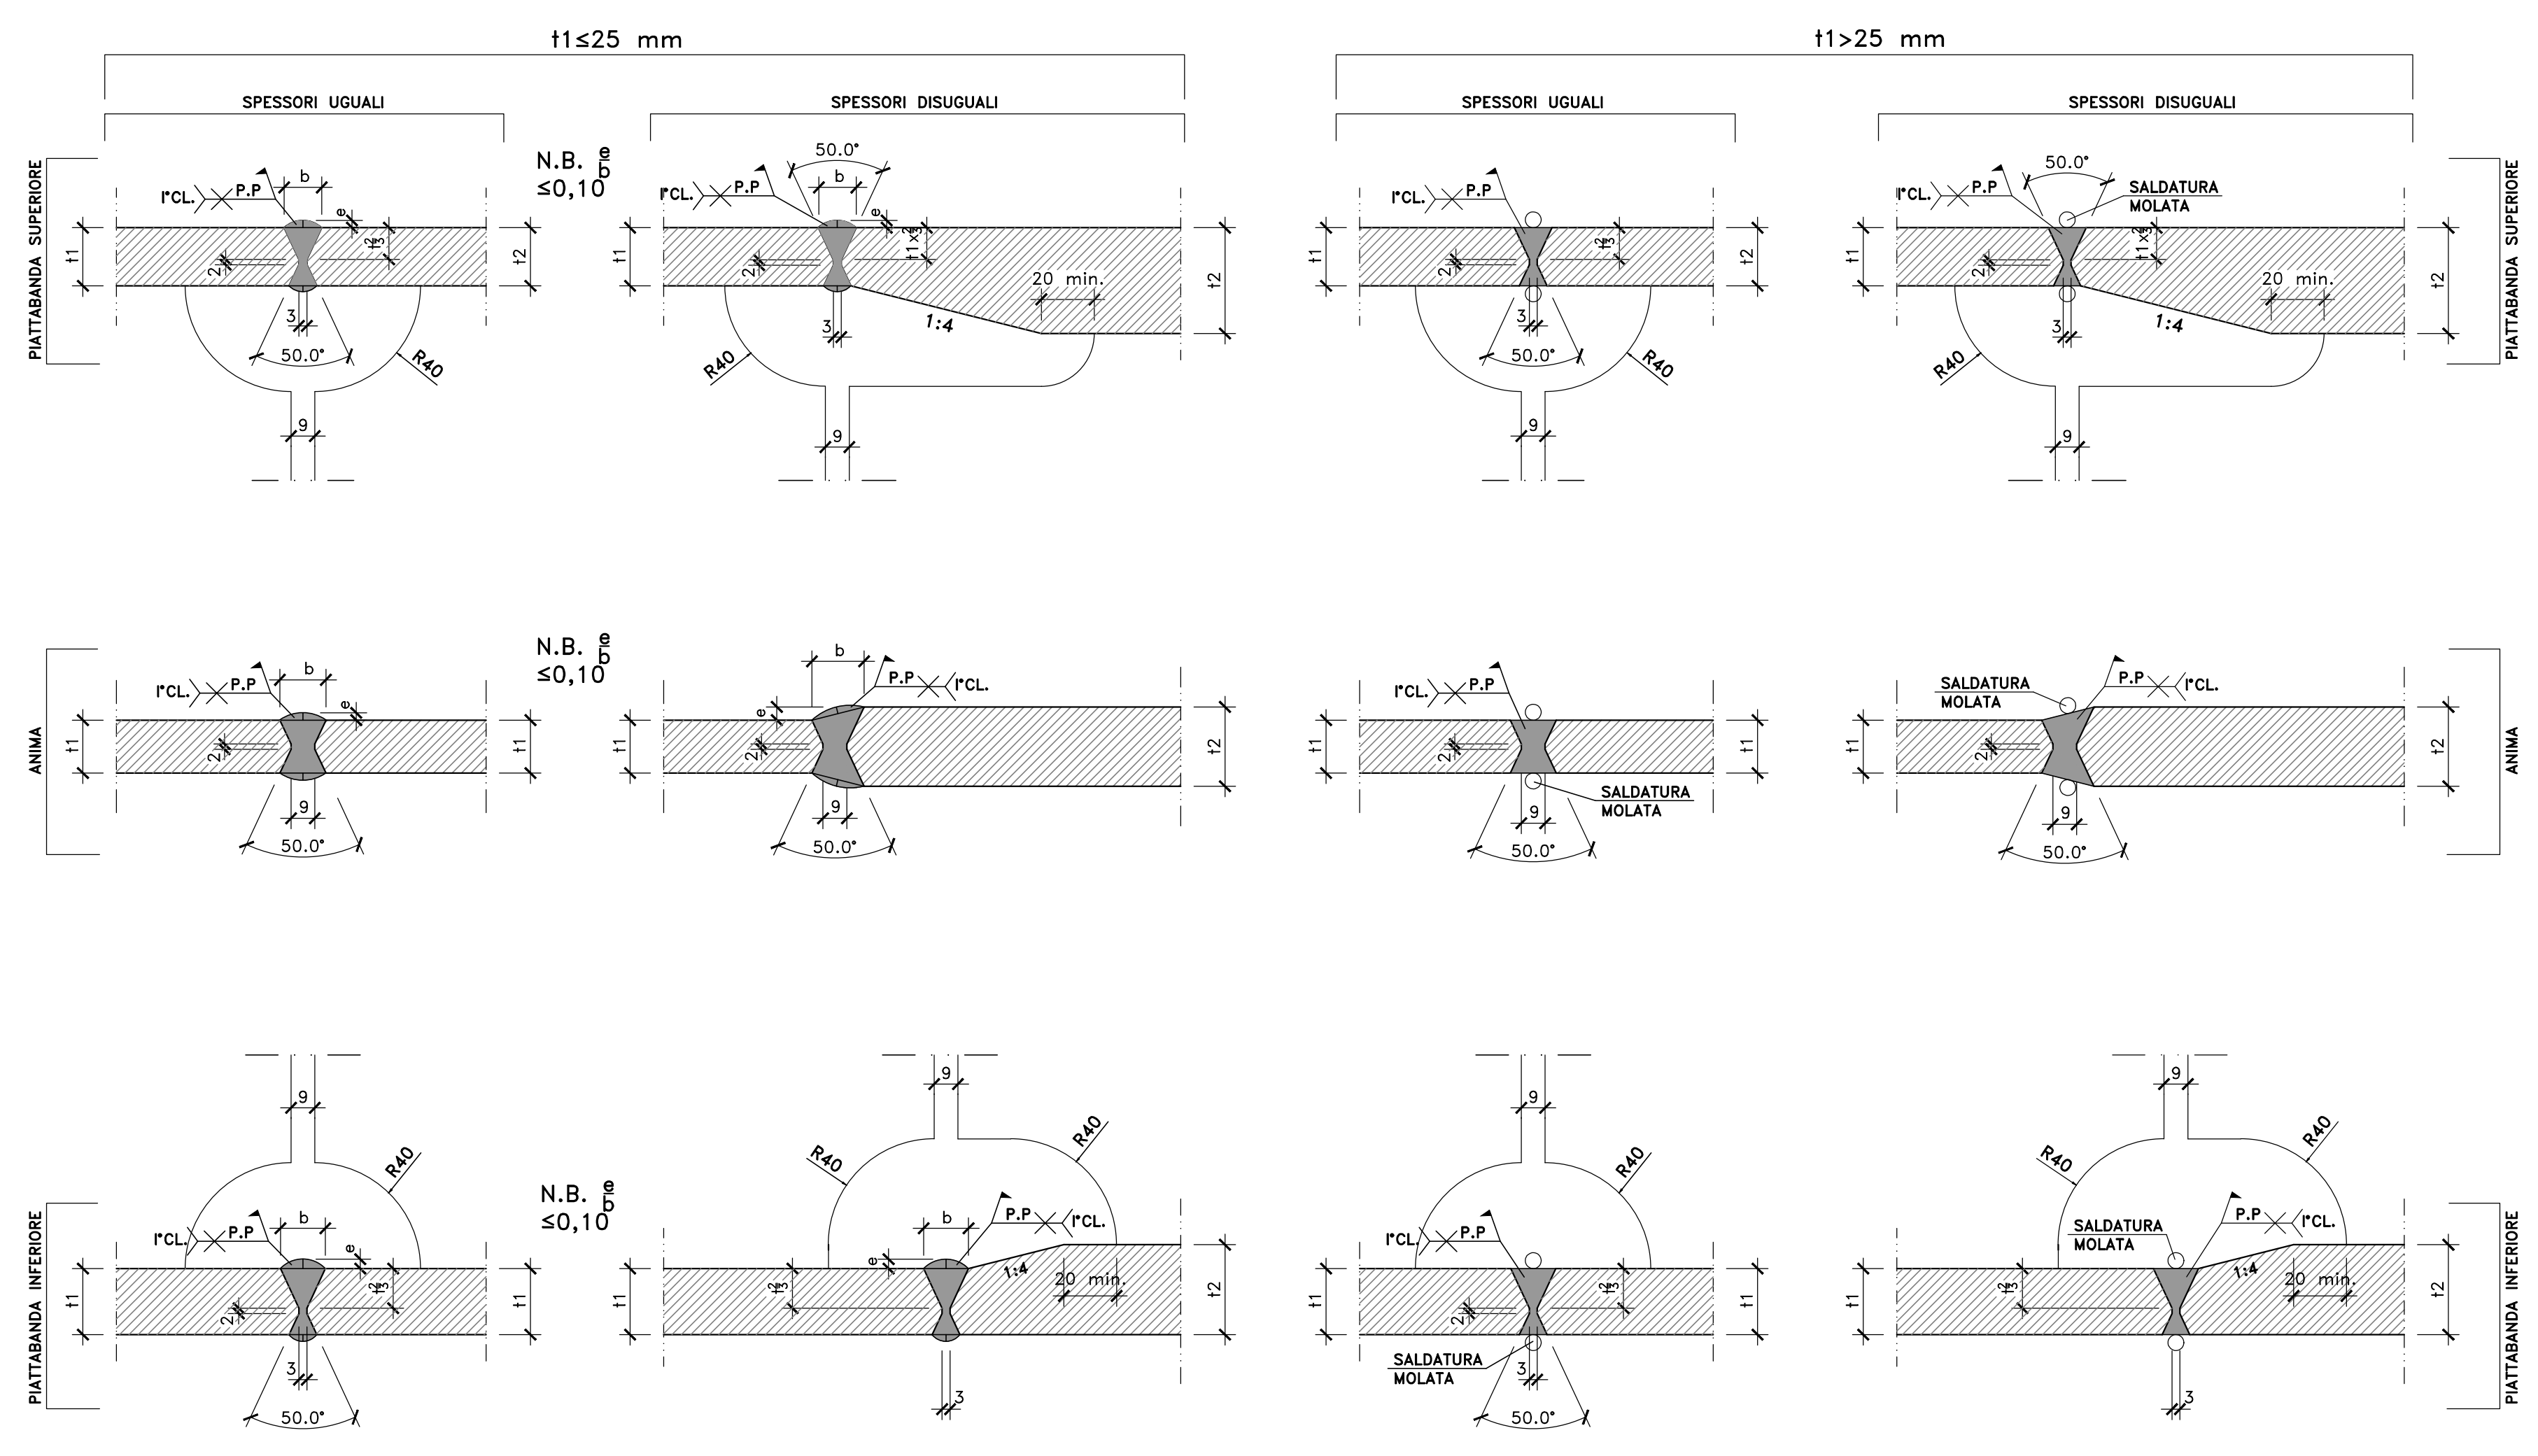 t1≤25 mm
t1>25 mm
SPESSORI UGUALI
SPESSORI DISUGUALI
SPESSORI UGUALI
SPESSORI DISUGUALI
PIATTABANDA SUPERIORE
I°CL.
P.P
b
e
t1
2
3
50.0°
R40
9
t2
N.B. e/b
≤0,10
I°CL.
P.P
50.0°
b
e
t1
2
3
1:4
20 min.
R40
9
t2
I°CL.
P.P
t1
2
3
50.0°
R40
9
t2
I°CL.
P.P
50.0°
SALDATURA
MOLATA
t1
2
3
1:4
20 min.
R40
9
t2
PIATTABANDA SUPERIORE
ANIMA
I°CL.
P.P
b
e
t1
2
9
50.0°
t1
N.B. e/b
≤0,10
b
P.P
I°CL.
e
t1
2
9
50.0°
t2
I°CL.
P.P
t1
2
9
50.0°
SALDATURA
MOLATA
t1
SALDATURA
MOLATA
P.P
I°CL.
t1
2
9
50.0°
t2
ANIMA
PIATTABANDA INFERIORE
9
R40
I°CL.
P.P
b
e
t1
2
3
50.0°
t1
N.B. e/b
≤0,10
9
R40
R40
b
P.P
I°CL.
e
1:4
20 min.
t1
3
t2
9
R40
I°CL.
P.P
t1
2
SALDATURA
MOLATA
3
50.0°
t1
9
R40
R40
SALDATURA
MOLATA
P.P
I°CL.
1:4
20 min.
t1
3
t2
PIATTABANDA INFERIORE